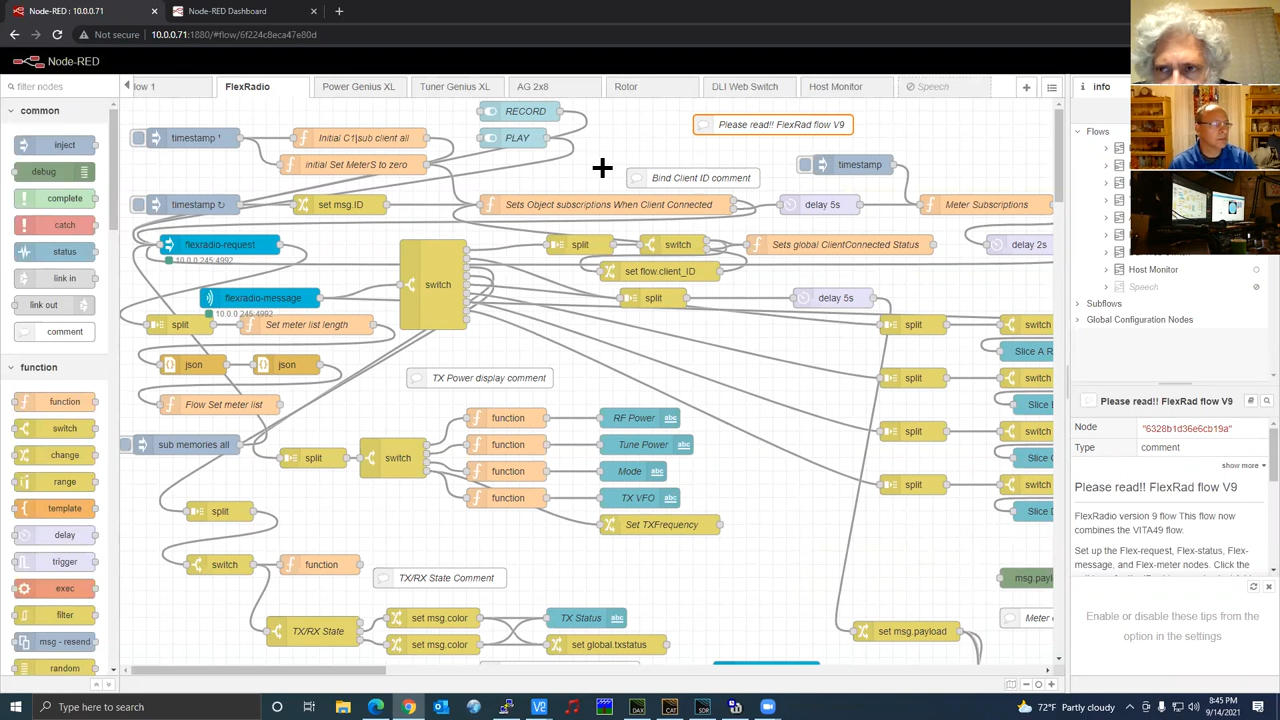 Node-RED: 10.0.0.71
Node-RED Dashboard
Not secure
10.0.0.71:1880/#flow/6f224c8eca47e80d
Node-RED
filter nodes
low 1
FlexRadio
Power Genius XL
Tuner Genius XL
AG 2x8
Rotor
DLI Web Switch
Host Monitor
Speech
info
common
inject
debug
complete
catch
status
link in
link out
comment
function
function
switch
change
range
template
delay
trigger
exec
filter
msg - resend
random
RECORD
PLAY
Please read!! FlexRad flow V9
timestamp ¹
Initial C1|sub client all
initial Set MeterS to zero
timestamp
Bind Client ID comment
timestamp ↻
set msg.ID
Sets Object subscriptions When Client Connected
delay 5s
Meter Subscriptions
flexradio-request
10.0.0.245:4992
split
switch
Sets global ClientConnected Status
delay 2s
set flow.client_ID
switch
flexradio-message
10.0.0.245:4992
split
delay 5s
split
Set meter list length
split
switch
json
json
Slice A R
TX Power display comment
split
switch
Flow Set meter list
Slice
function
RF Power
abc
split
switch
sub memories all
function
Tune Power
abc
split
switch
Slice
function
Mode
abc
split
switch
function
TX VFO
abc
Slice
split
Set TXFrequency
switch
function
TX/RX State Comment
msg.payl
TX/RX State
set msg.color
TX Status
abc
Meter
set msg.color
set global.txstatus
set msg.payload
Flows
Host Monitor
Speech
Subflows
Global Configuration Nodes
Please read!! FlexRad flow V9
Node
"6328b1d36e6cb19a"
Type
comment
show more
Please read!! FlexRad flow V9
FlexRadio version 9 flow This flow now
combines the VITA49 flow.
Set up the Flex-request, Flex-status, Flex-
message, and Flex-meter nodes. Click the
Enable or disable these tips from the
option in the settings
Type here to search
DAX
CAT
SDR
72°F Partly cloudy
8:45 PM
9/14/2021